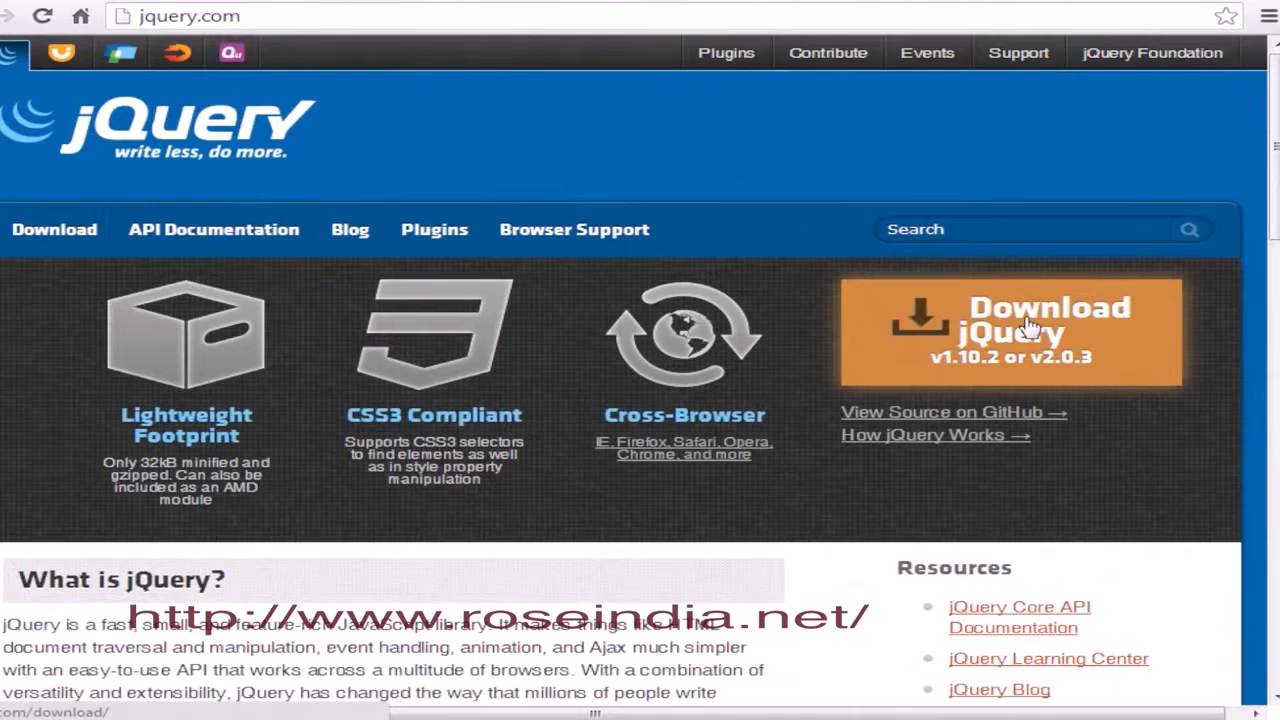 jquery.com
Plugins
Contribute
Events
Support
jQuery Foundation
Qu
jQuery
write less, do more.
Download
API Documentation
Blog
Plugins
Browser Support
Search
Lightweight
Footprint
Only 32kB minified and
gzipped. Can also be
included as an AMD
module
CSS3 Compliant
Supports CSS3 selectors
to find elements as well
as in style property
manipulation
Cross-Browser
IE, Firefox, Safari, Opera,
Chrome, and more
Download
jQuery
v1.10.2 or v2.0.3
View Source on GitHub →
How jQuery Works →
What is jQuery?
http://www.roseindia.net/
jQuery is a fast, small, and feature-rich JavaScript library. It makes things like HTML
document traversal and manipulation, event handling, animation, and Ajax much simpler
with an easy-to-use API that works across a multitude of browsers. With a combination of
versatility and extensibility, jQuery has changed the way that millions of people write
Resources
jQuery Core API
Documentation
jQuery Learning Center
jQuery Blog
com/download/